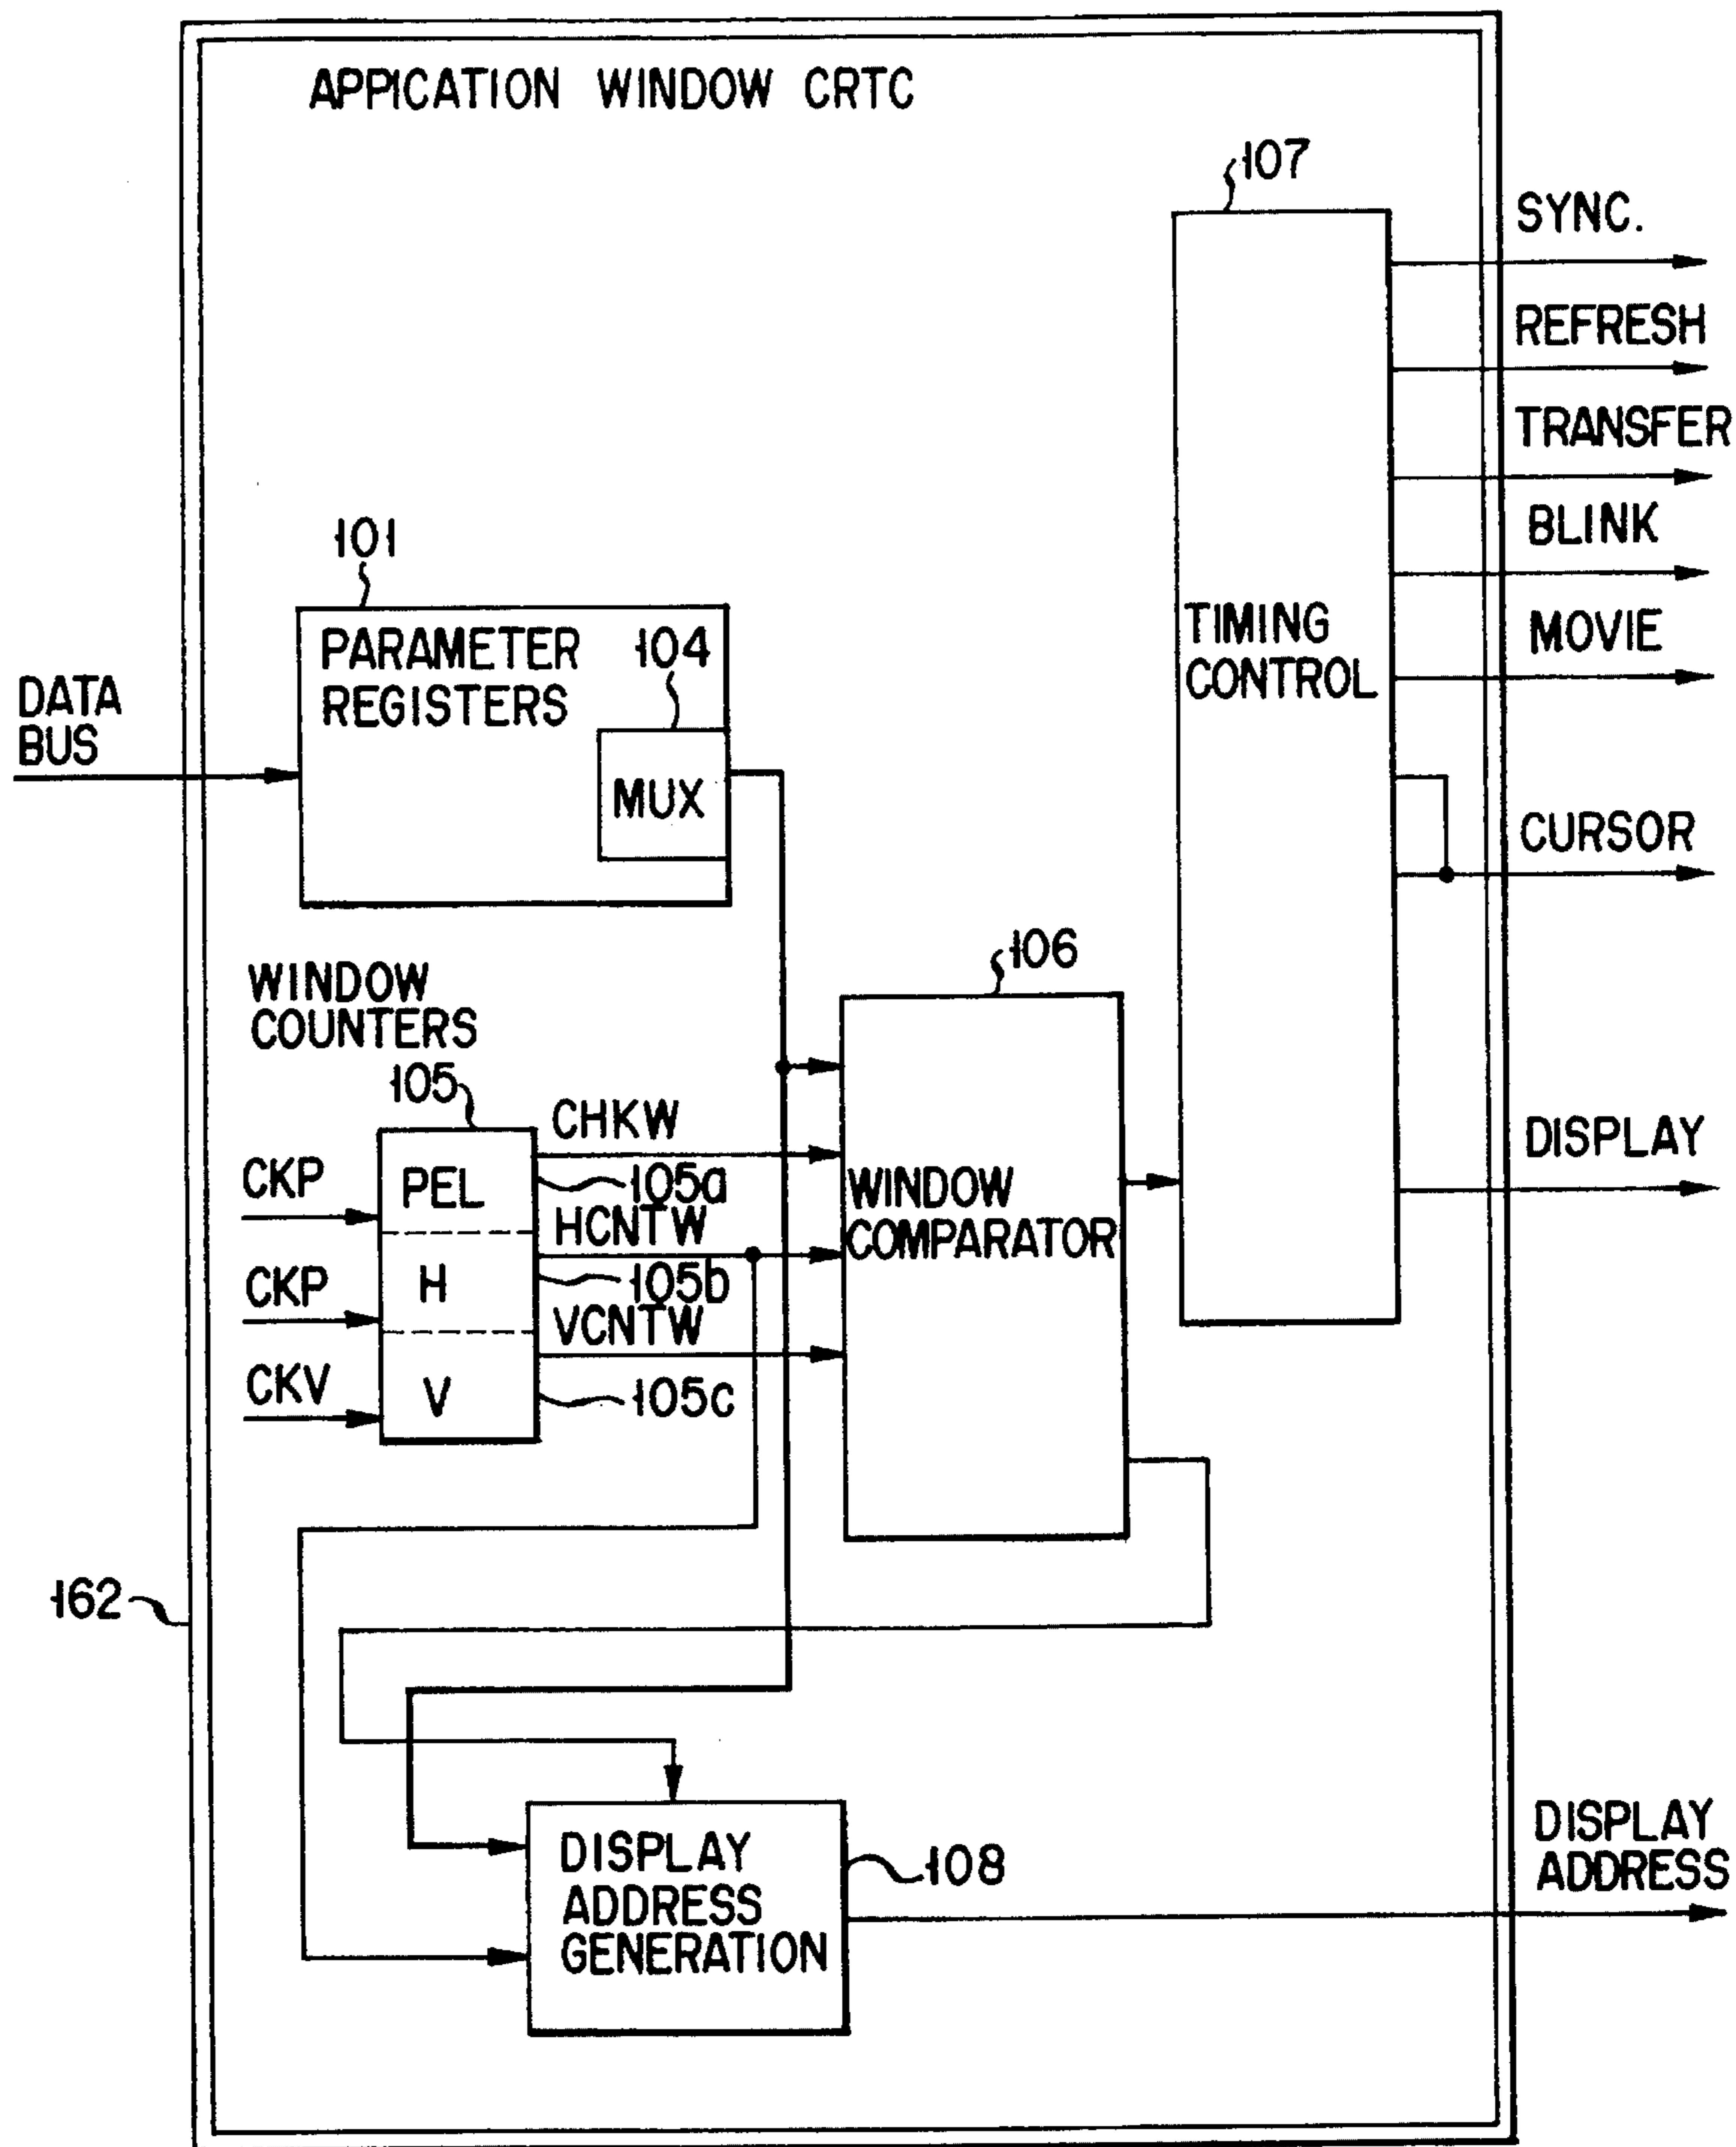 APPICATION WINDOW CRTC
107
SYNC.
REFRESH
TRANSFER
BLINK
MOVIE
CURSOR
DISPLAY
TIMING
CONTROL
101
PARAMETER
REGISTERS
104
MUX
DATA
BUS
WINDOW
COUNTERS
105
106
CKP
PEL
CHKW
105a
HCNTW
CKP
H
105b
VCNTW
CKV
V
105c
WINDOW
COMPARATOR
162
DISPLAY
ADDRESS
GENERATION
108
DISPLAY
ADDRESS